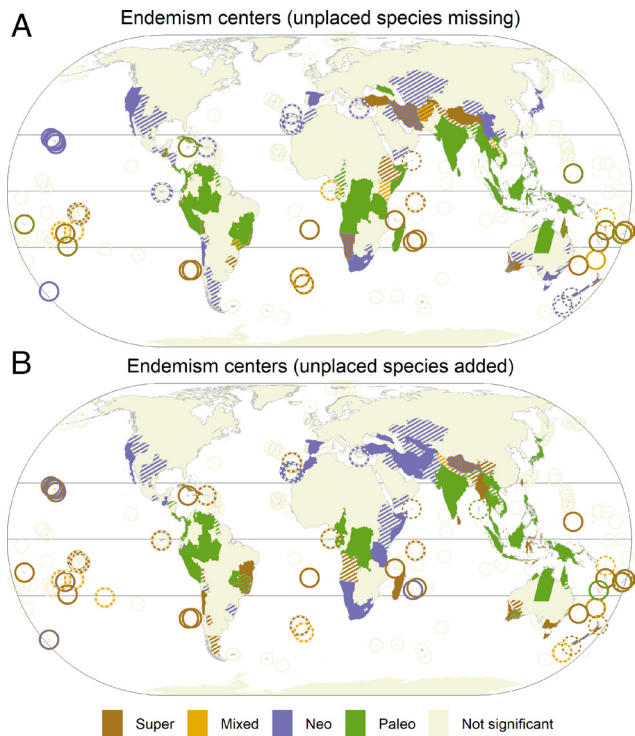 A
Endemism centers (unplaced species missing)
B
Endemism centers (unplaced species added)
Super Mixed Neo Paleo Not significant